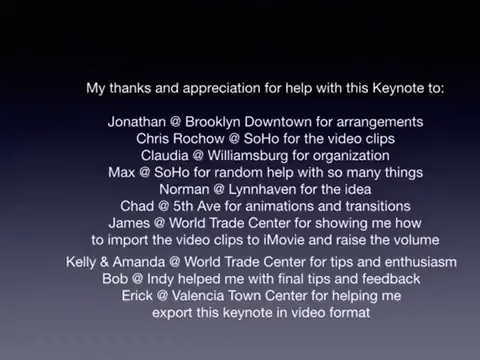 My thanks and appreciation for help with this Keynote to:
Jonathan @ Brooklyn Downtown for arrangements
Chris Rochow @ SoHo for the video clips
Claudia @ Williamsburg for organization
Max @ SoHo for random help with so many things
Norman @ Lynnhaven for the idea
Chad @ 5th Ave for animations and transitions
James @ World Trade Center for showing me how
to import the video clips to iMovie and raise the volume
Kelly & Amanda @ World Trade Center for tips and enthusiasm
Bob @ Indy helped me with final tips and feedback
Erick @ Valencia Town Center for helping me
export this keynote in video format